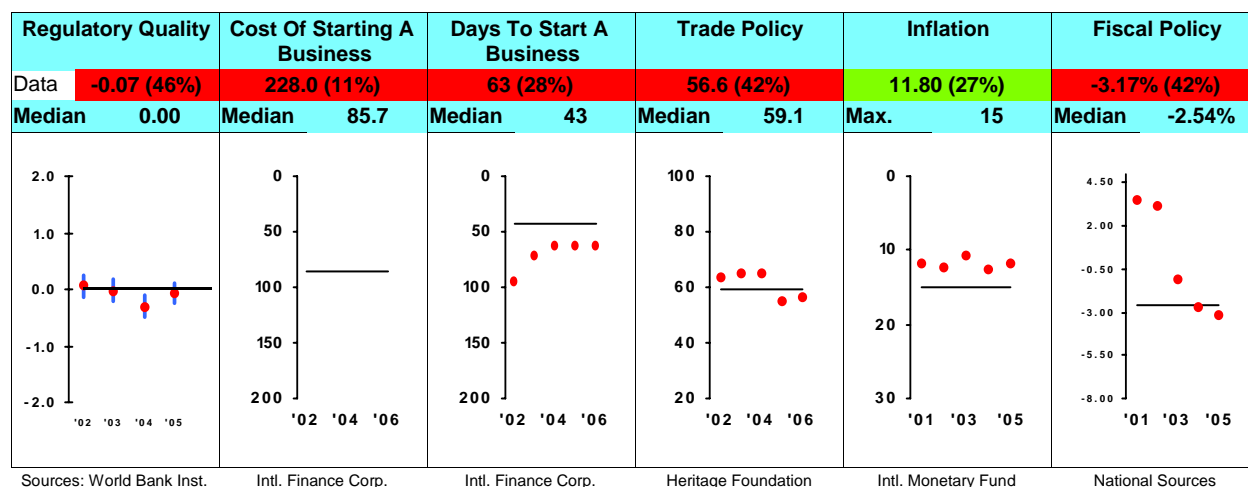 Regulatory Quality
Cost Of Starting A
Business
Days To Start A
Business
Trade Policy
Inflation
Fiscal Policies
Data -0.07 (46%) 228.0 (11%) 63 (28%) 56.6 (42%) 11.80 (27%) -3.17% (42%)
Median 0.00 Median 85.7 Median 43 Median 59.1 Max. 15 Median -2.54%
2.0
1.0
0.0
-1.0
-2.0
'02 '03 '04 '05
0
50
100
150
200
'02 '04 '06
0
50
100
150
200
'02 '04 '06
100
80
60
40
20
'02 '04 '06
0
10
20
30
'01 '03 '05
4.50
2.00
-0.50
-3.00
-5.50
-8.00
'01 '03 '05
Sources: World Bank Inst. Intl. Finance Corp. Intl. Finance Corp. Heritage Foundation Intl. Monetary Fund National Sources